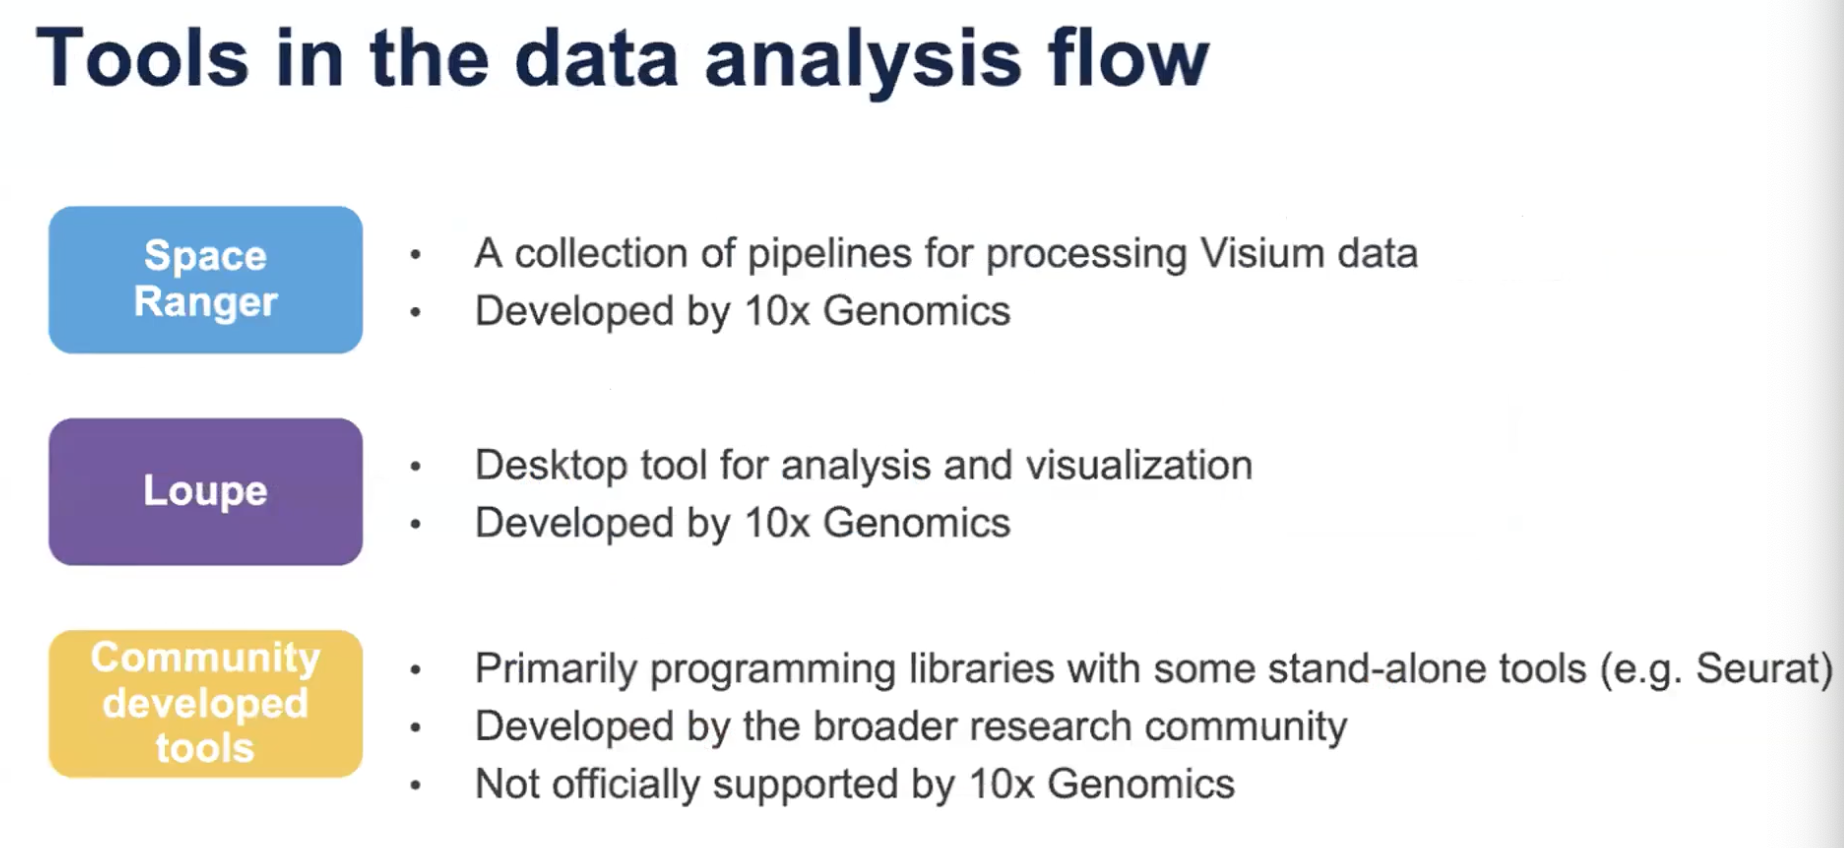 Tools in the data analysis flow
Space
Ranger
• A collection of pipelines for processing Visium data
• Developed by 10x Genomics
Loupe
• Desktop tool for analysis and visualization
• Developed by 10x Genomics
Community
developed
tools
• Primarily programming libraries with some stand-alone tools (e.g. Seurat)
• Developed by the broader research community
• Not officially supported by 10x Genomics